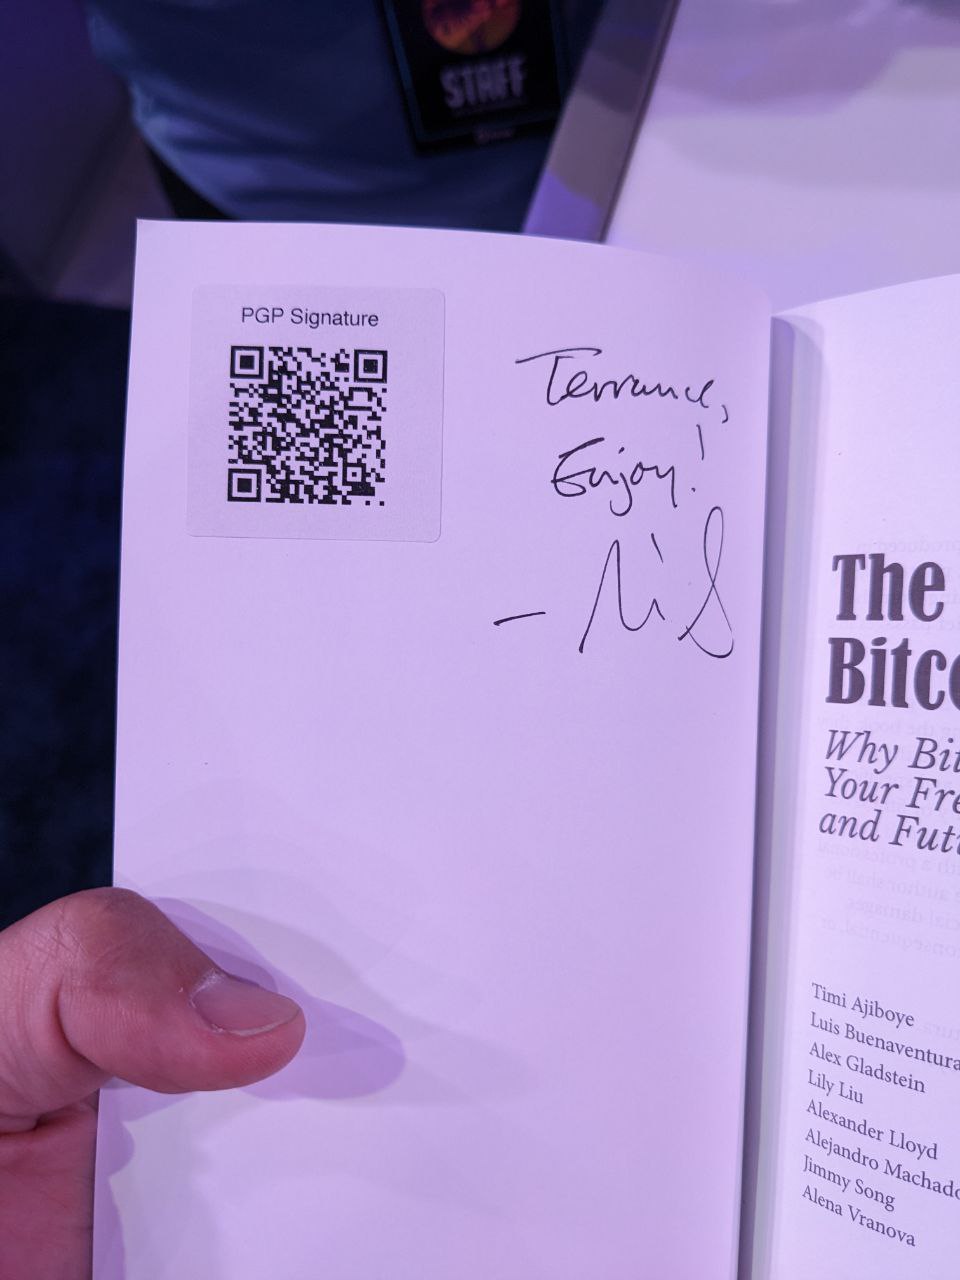 STAFF
PGP Signature
Terrance,
Enjoy!
The
Bitco
Why Bit
Your Fre
and Futu
Timi Ajiboye
Luis Buenaventura
Alex Gladstein
Lily Liu
Alexander Lloyd
Alejandro Machado
Jimmy Song
Alena Vranova